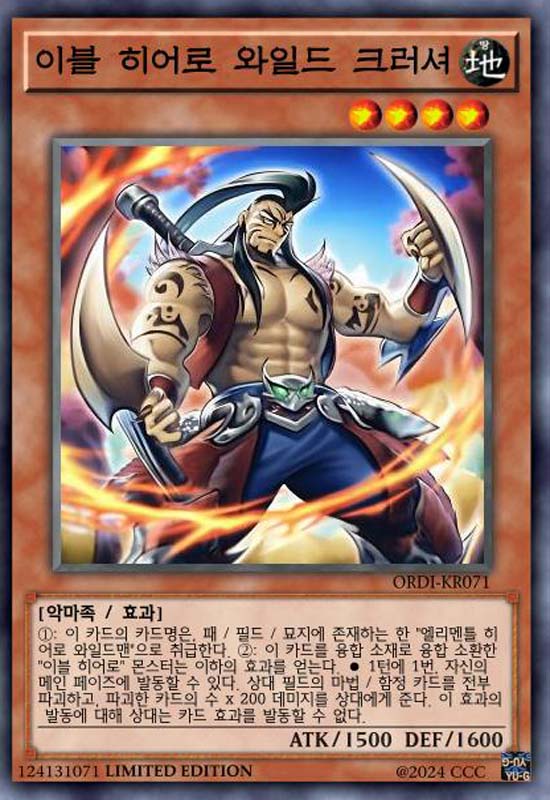 이블 히어로 와일드 크러셔
땅
地
ORDI-KR071
[악마족 / 효과]
①: 이 카드의 카드명은, 패 / 필드 / 묘지에 존재하는 한 "엘리멘틀 히
어로 와일드맨"으로 취급한다. ②: 이 카드를 융합 소재로 융합 소환한
"이블 히어로" 몬스터는 이하의 효과를 얻는다. ● 1턴에 1번, 자신의
메인 페이즈에 발동할 수 있다. 상대 필드의 마법 / 함정 카드를 전부
파괴하고, 파괴한 카드의 수 x 200 데미지를 상대에게 준다. 이 효과의
발동에 대해 상대는 카드 효과를 발동할 수 없다.
ATK/1500 DEF/1600
124131071 LIMITED EDITION
@2024 CCC
YU-G
YU-G